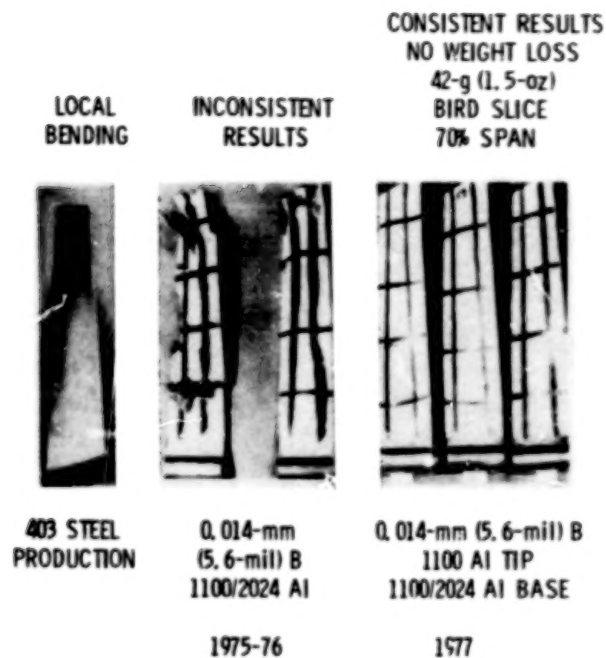 LOCAL
BENDING
INCONSISTENT
RESULTS
CONSISTENT RESULTS
NO WEIGHT LOSS
42-g (1.5-oz)
BIRD SLICE
70% SPAN
403 STEEL
PRODUCTION
0.014-mm
(5.6-mil) B
1100/2024 Al
1975-76
0.014-mm (5.6-mil) B
1100 Al TIP
1100/2024 Al BASE
1977